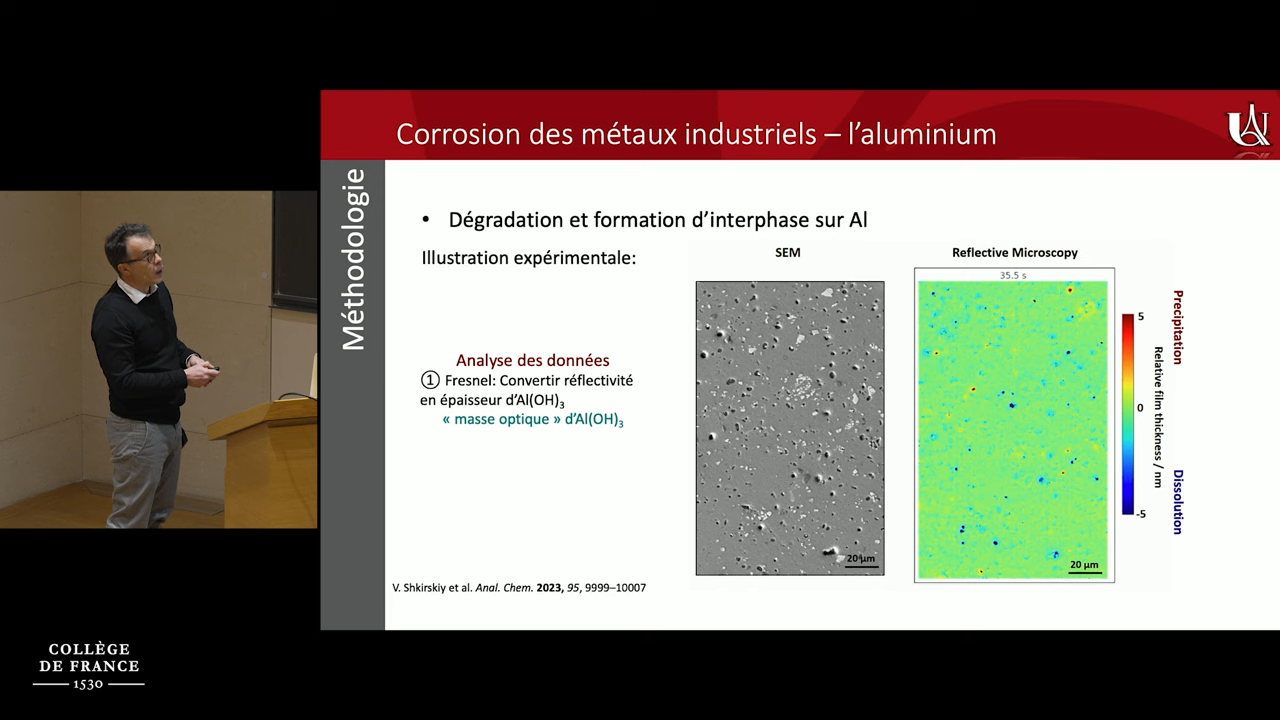 Corrosion des métaux industriels – l’aluminium
Méthodologie
• Dégradation et formation d’interphase sur Al
Illustration expérimentale:
SEM
Reflective Microscopy
35.5 s
Analyse des données
① Fresnel: Convertir réflectivité
en épaisseur d’Al(OH)₃
« masse optique » d’Al(OH)₃
20 µm
20 µm
5
0
-5
Relative film thickness / nm
Precipitation
Dissolution
V. Shkirskiy et al. Anal. Chem. 2023, 95, 9999–10007
COLLÈGE
DE FRANCE
1530